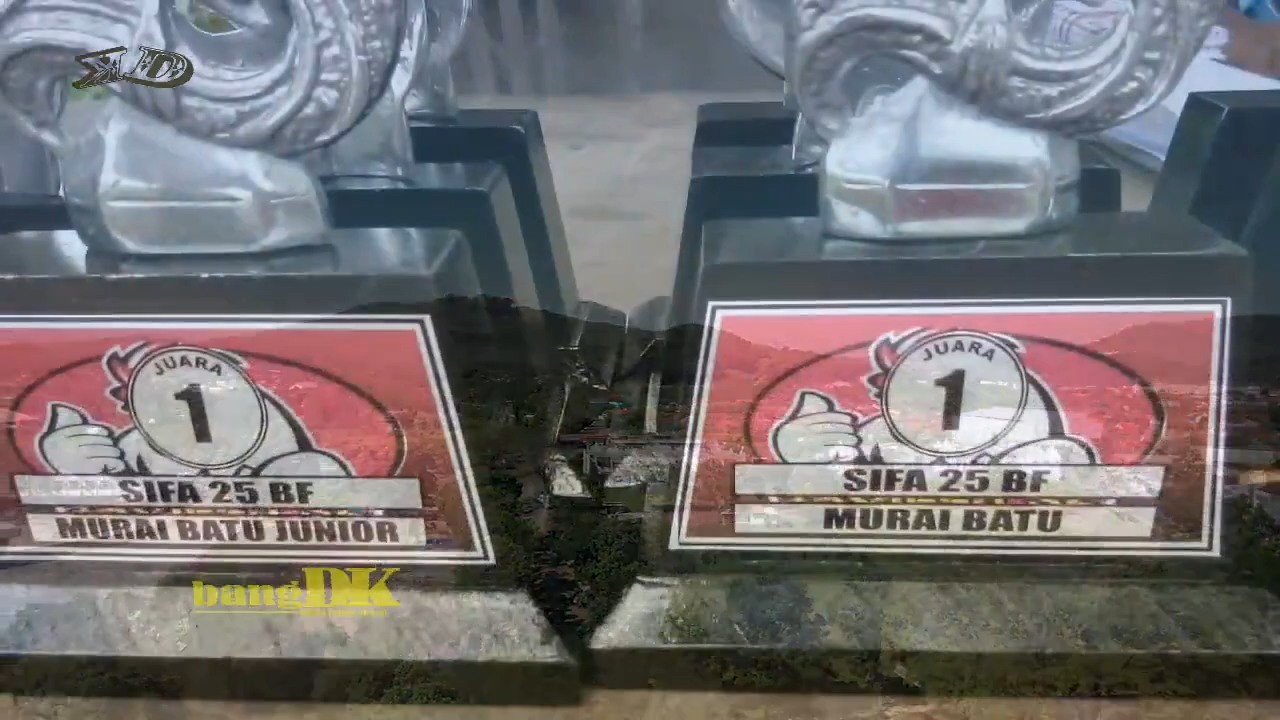 JUARA
1
SIFA 25 BF
MURAI BATU JUNIOR
JUARA
1
SIFA 25 BF
MURAI BATU
bangDK